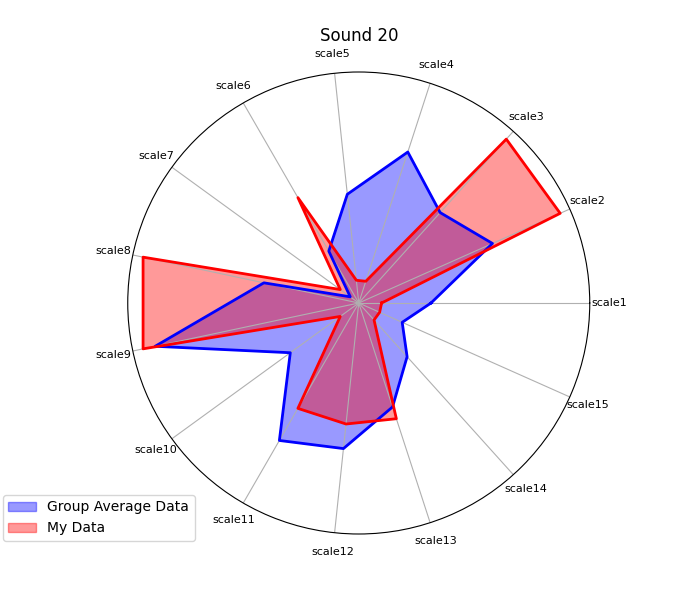 Sound 20
scale5
scale4
scale6
scale3
scale7
scale2
scale8
scale1
scale9
scale15
scale10
scale14
scale11
scale13
scale12
Group Average Data
My Data